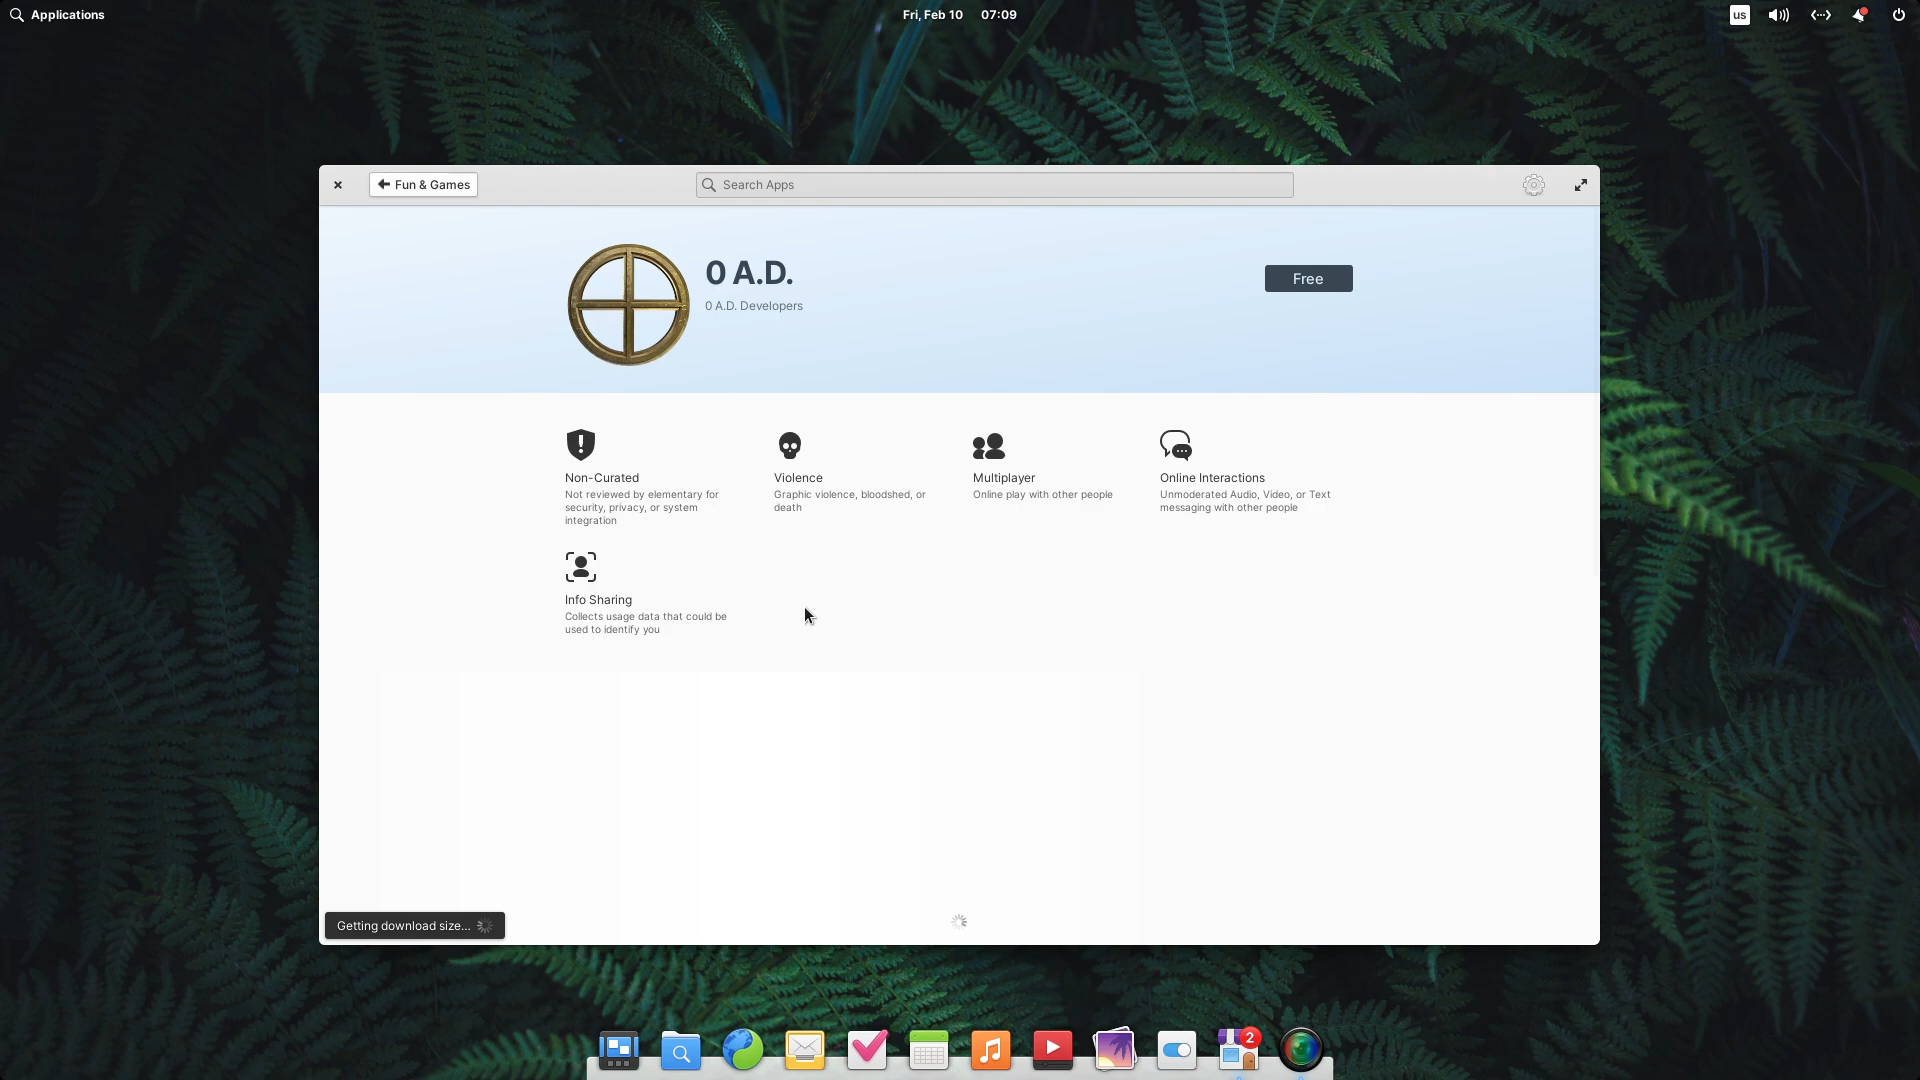 Applications
Fri, Feb 10 07:09
us
Fun & Games
Search Apps
0 A.D.
0 A.D. Developers
Free
Non-Curated
Not reviewed by elementary for
security, privacy, or system
integration
Violence
Graphic violence, bloodshed, or
death
Multiplayer
Online play with other people
Online Interactions
Unmoderated Audio, Video, or Text
messaging with other people
Info Sharing
Collects usage data that could be
used to identify you
Getting download size...
2